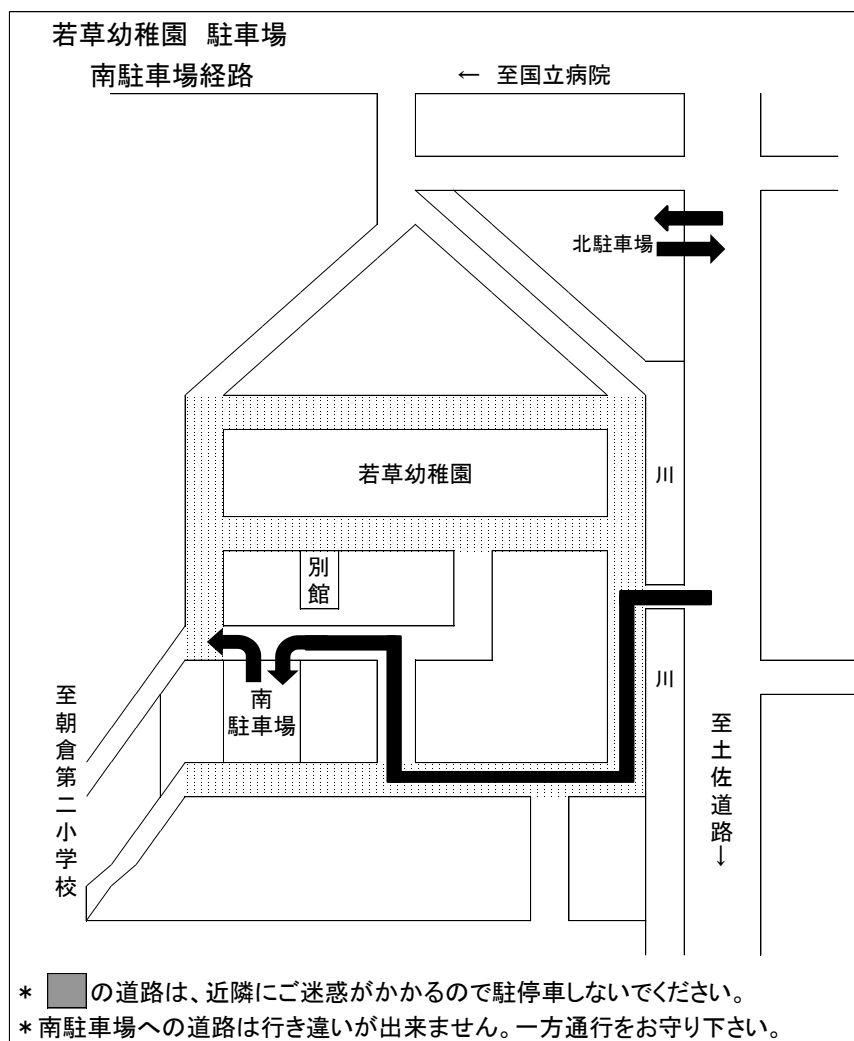 若草幼稚園 駐車場
南駐車場経路
← 至国立病院
北駐車場
若草幼稚園
川
別館
川
南
駐車場
至朝倉第二小学校
至土佐道路↓
* の道路は、近隣にご迷惑がかかるので駐停車しないでください。
* 南駐車場への道路は行き違いが出来ません。一方通行をお守り下さい。